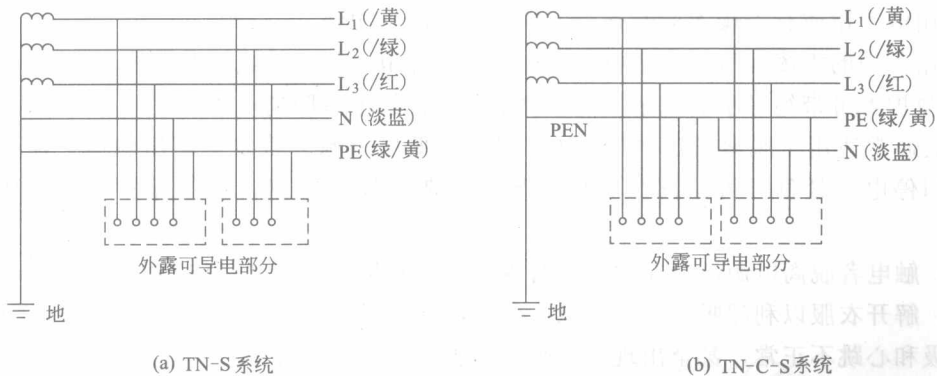 L₁(/黄)
L₂(/绿)
L₃(/红)
N (淡蓝)
PE(绿/黄)
外露可导电部分
地
(a) TN-S 系统
L₁(/黄)
L₂(/绿)
L₃(/红)
PEN
PE(绿/黄)
N (淡蓝)
外露可导电部分
地
(b) TN-C-S系统